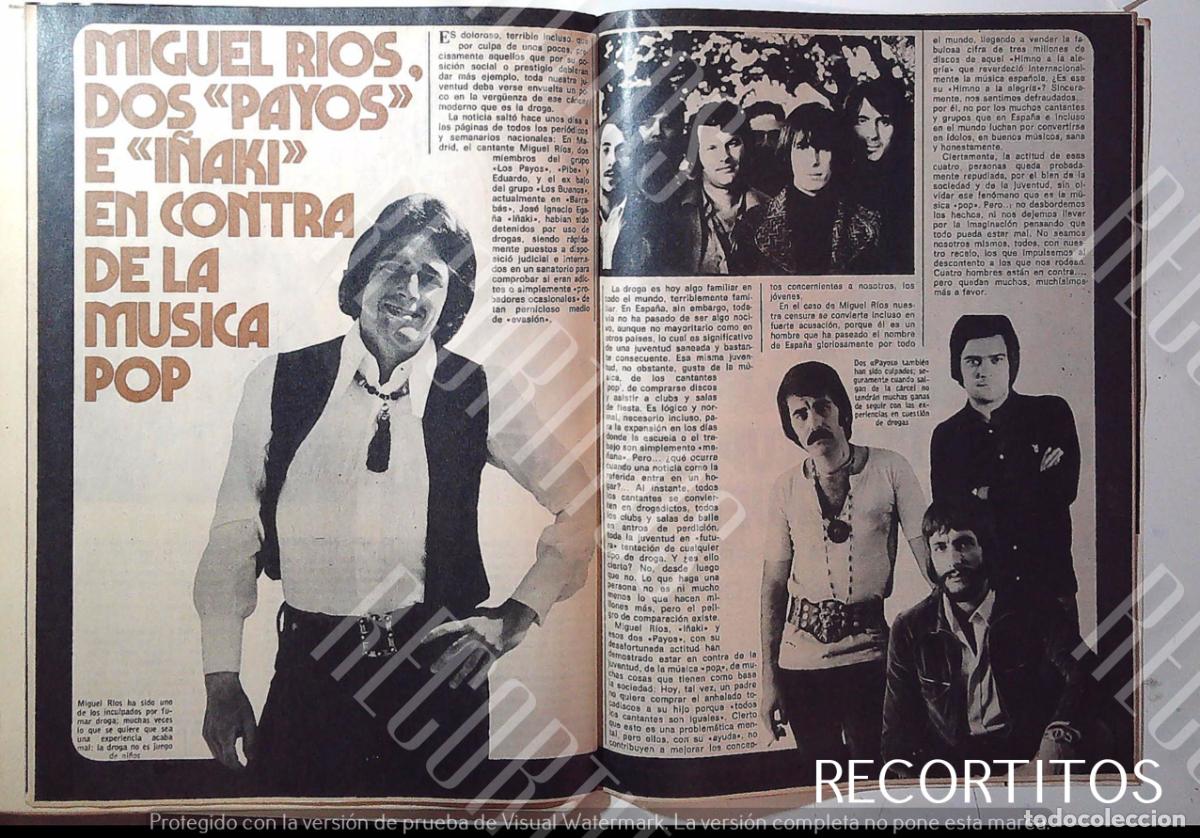 MIGUEL RIOS,
DOS «PAYOS»
E «IÑAKI»
EN CONTRA
DE LA
MUSICA
POP
ES doloroso, terrible incluso, que
por culpa de unos pocos, pre-
cisamente aquellos que por su po-
sición social o prestigio debieran
dar más ejemplo, toda nuestra ju-
ventud deba verse envuelta un po-
co en la vergüenza de ese cáncer
moderno que es la droga.
La noticia saltó hace unos días a
las páginas de todos los periódicos
y semanarios nacionales: En Ma-
drid, el cantante Miguel Ríos, dos
miembros del grupo
«Los Payos», «Pibe» y
Eduardo, y el ex bajo
del grupo «Los Buenos»,
actualmente en «Barra-
bás», José Ignacio Ega-
ña «Iñaki», habían sido
detenidos por uso de
drogas, siendo rápida-
mente puestos a dispo-
sició judicial e interna-
dos en un sanatorio para
comprobar si eran adic-
tos o simplemente «pro-
badores ocasionales» de
tan pernicioso medio
de «evasión».
Miguel Ríos ha sido uno
de los inculpados por fu-
mar droga; muchas veces
lo que se quiere que sea
una experiencia acaba
mal: la droga no es juego
de niños
La droga es hoy algo familiar en
todo el mundo, terriblemente fami-
liar. En España, sin embargo, toda-
vía no ha pasado de ser algo noci-
vo, aunque no mayoritario como en
otros países, lo cual es significativo
de una juventud saneada y bastan-
te consecuente. Esa misma juven-
tud, no obstante, gusta de la mú-
sica, de los cantantes
pop', de comprarse discos
y asistir a clubs y salas
de fiesta. Es lógico y nor-
mal, necesario incluso, pa-
ra la expansión en los días
donde la escuela o el tra-
bajo son simplemente «ma-
ñana». Pero... ¿qué ocurre
cuando una noticia como la
referida entra en un ho-
gar?... Al instante, todos
los cantantes se convier-
ten en drogadictos, todos
los clubs y salas de baile
en antros de perdición,
toda la juventud en «futu-
ra» tentación de cualquier
tipo de droga. Y ¿es ello
cierto? No, desde luego
que no. Lo que haga una
persona no es ni mucho
menos lo que hacen mi-
llones más, pero el peli-
gro de comparación existe.
Miguel Ríos, «Iñaki» y
esos dos «Payos», con su
desafortunada actitud han
demostrado estar en contra de la
juventud, de la música «pop», de mu-
chas cosas que tienen como base
la sociedad: Hoy, tal vez, un padre
no quiera comprar el anhelado to-
cadiscos a su hijo porque «todos
los cantantes son iguales». Cierto
que esto es una problemática men-
tal, pero ellos, con su «ayuda», no
contribuyen a mejorar los concep-
tos concernientes a nosotros, los
jóvenes.
En el caso de Miguel Ríos nues-
tra censure se convierte incluso en
fuerte acusación, porque él es un
hombre que ha paseado el nombre
de España gloriosamente por todo
el mundo, llegando a vender la fa-
bulosa cifra de tres millones de
discos de aquel «Himno a la ale-
gría» que reverdeció internacional-
mente la música española. ¿Es ese
su «Himno a la alegría»? Sincera-
mente, nos sentimos defraudados...
por él, no por los muchos cantantes
y grupos que en España e incluso
en el mundo luchan por convertirse
en ídolos, en buenos músicos, sana
y honestamente.
Ciertamente, la actitud de esas
cuatro personas queda proba-
mente repudiada, por el bien de la
sociedad y de la juventud, sin ol-
vidar ese fenómeno que es la mú-
sica «pop». Pero... no desbordemos
los hechos, ni nos dejemos llevar
por la imaginación pensando que
todo pueda estar mal. No seamos
nosotros mismos, todos, con nues-
tro recelo, los que impulsemos al
descontento a los que nos rodean.
Cuatro hombres están en contra...,
pero quedan muchos, muchísimos
más a favor.
Dos «Payos» también
han sido culpados; se-
guramente cuando sal-
gan de la cárcel no
tendrán muchas ganas
de seguir con las ex-
periencias en cuestión
de drogas
RECORTITOS
todocoleccion
Protegido con la versión de prueba de Visual Watermark. La versión completa no pone esta marca.